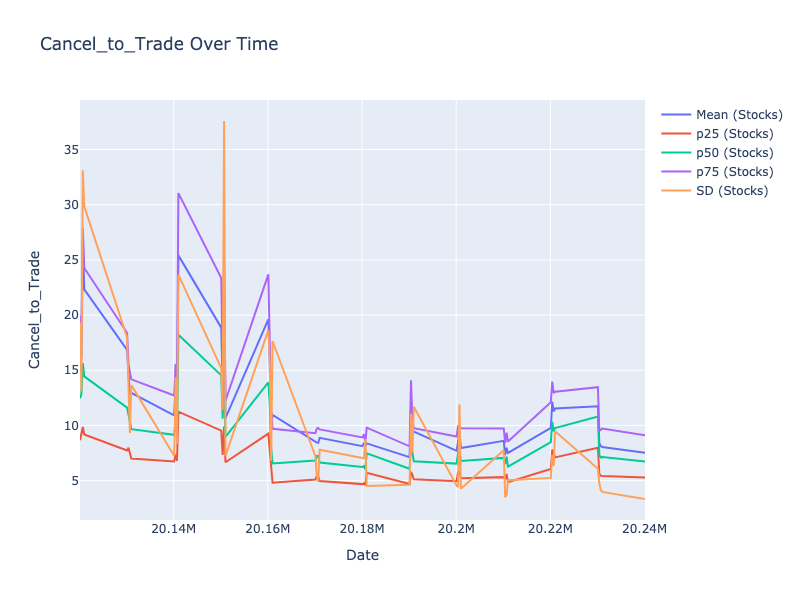 Cancel_to_Trade Over Time
Mean (Stocks)
p25 (Stocks)
p50 (Stocks)
p75 (Stocks)
SD (Stocks)
Cancel_to_Trade
35
30
25
20
15
10
5
20.14M 20.16M 20.18M 20.2M 20.22M 20.24M
Date